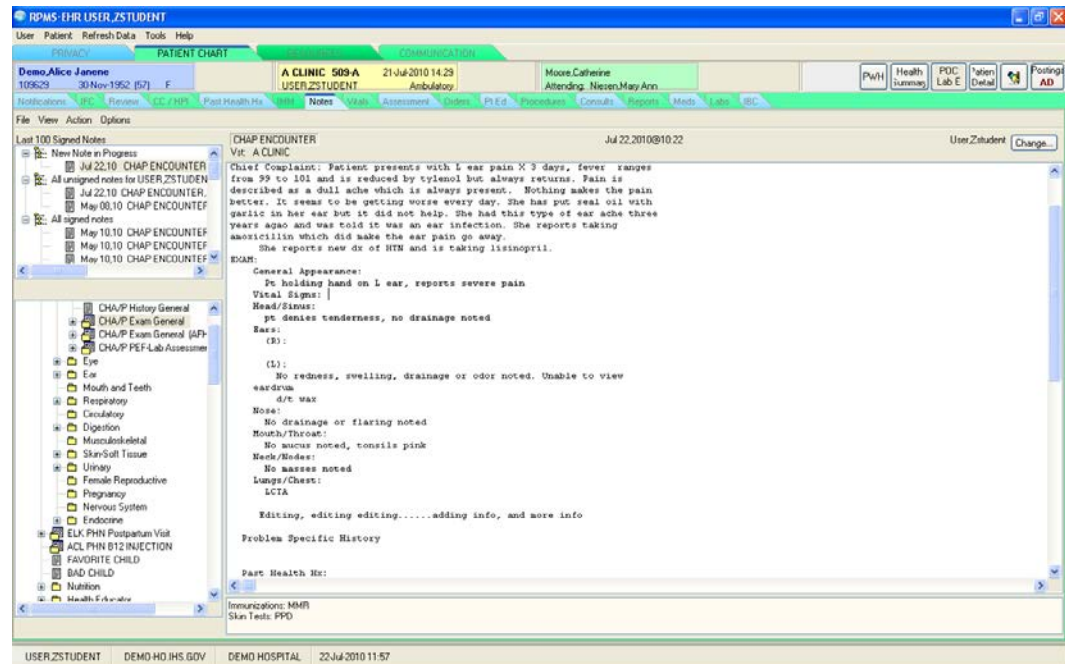 RPMS-EHR USER,ZSTUDENT
User Patient Refresh Data Tools Help
PRIVACY PATIENT CHART RESOURCES COMMUNICATION
Demo,Alice Janene
109629 30-Nov-1952 (57) F
A CLINIC 509-A 21-Jul-2010 14:29
USER,ZSTUDENT Ambulatory
Moore,Catherine
Attending: Niesen,Mary Ann
PwH
Health Summary
POC Lab E
Patien Detail
Postings AD
Notifications IFC Review CC / HPI Past Health Hx IMM Notes Vitals Assessment Orders Pt Ed Procedures Consults Reports Meds Labs IBC
File View Action Options
Last 100 Signed Notes
New Note in Progress
Jul 22,10 CHAP ENCOUNTER
All unsigned notes for USER,ZSTUDEN
Jul 22,10 CHAP ENCOUNTER,
May 08,10 CHAP ENCOUNTEF
All signed notes
May 10,10 CHAP ENCOUNTEF
May 10,10 CHAP ENCOUNTEF
May 10,10 CHAP ENCOUNTEF
CHA/P History General
CHA/P Exam General
CHA/P Exam General (AFH
CHA/P PEF-Lab Assessmer
Eye
Ear
Mouth and Teeth
Respiratory
Circulatory
Digestion
Musculoskeletal
Skin-Soft Tissue
Urinary
Female Reproductive
Pregnancy
Nervous System
Endocrine
ELK PHN Postpartum Visit
ACL PHN B12 INJECTION
FAVORITE CHILD
BAD CHILD
Nutrition
Health Educator
CHAP ENCOUNTER Jul 22,2010@10:22 User,Zstudent Change...
Vst: A CLINIC
Chief Complaint: Patient presents with L ear pain X 3 days, fever ranges
from 99 to 101 and is reduced by tylenol but always returns. Pain is
described as a dull ache which is always present. Nothing makes the pain
better. It seems to be getting worse every day. She has put seal oil with
garlic in her ear but it did not help. She had this type of ear ache three
years agao and was told it was an ear infection. She reports taking
amoxicillin which did make the ear pain go away.
She reports new dx of HTN and is taking lisinopril.
EXAM:
General Appearance:
Pt holding hand on L ear, reports severe pain
Vital Signs:
Head/Sinus:
pt denies tenderness, no drainage noted
Ears:
(R):
(L):
No redness, swelling, drainage or odor noted. Unable to view
eardrum
d/t wax
Nose:
No drainage or flaring noted
Mouth/Throat:
No mucus noted, tonsils pink
Neck/Nodes:
No masses noted
Lungs/Chest:
LCTA
Editing, editing editing......adding info, and more info
Problem Specific History
Past Health Hx:
Immunizations: MMR
Skin Tests: PPD
USER,ZSTUDENT DEMO-HO.IHS.GOV DEMO HOSPITAL 22-Jul-2010 11:57